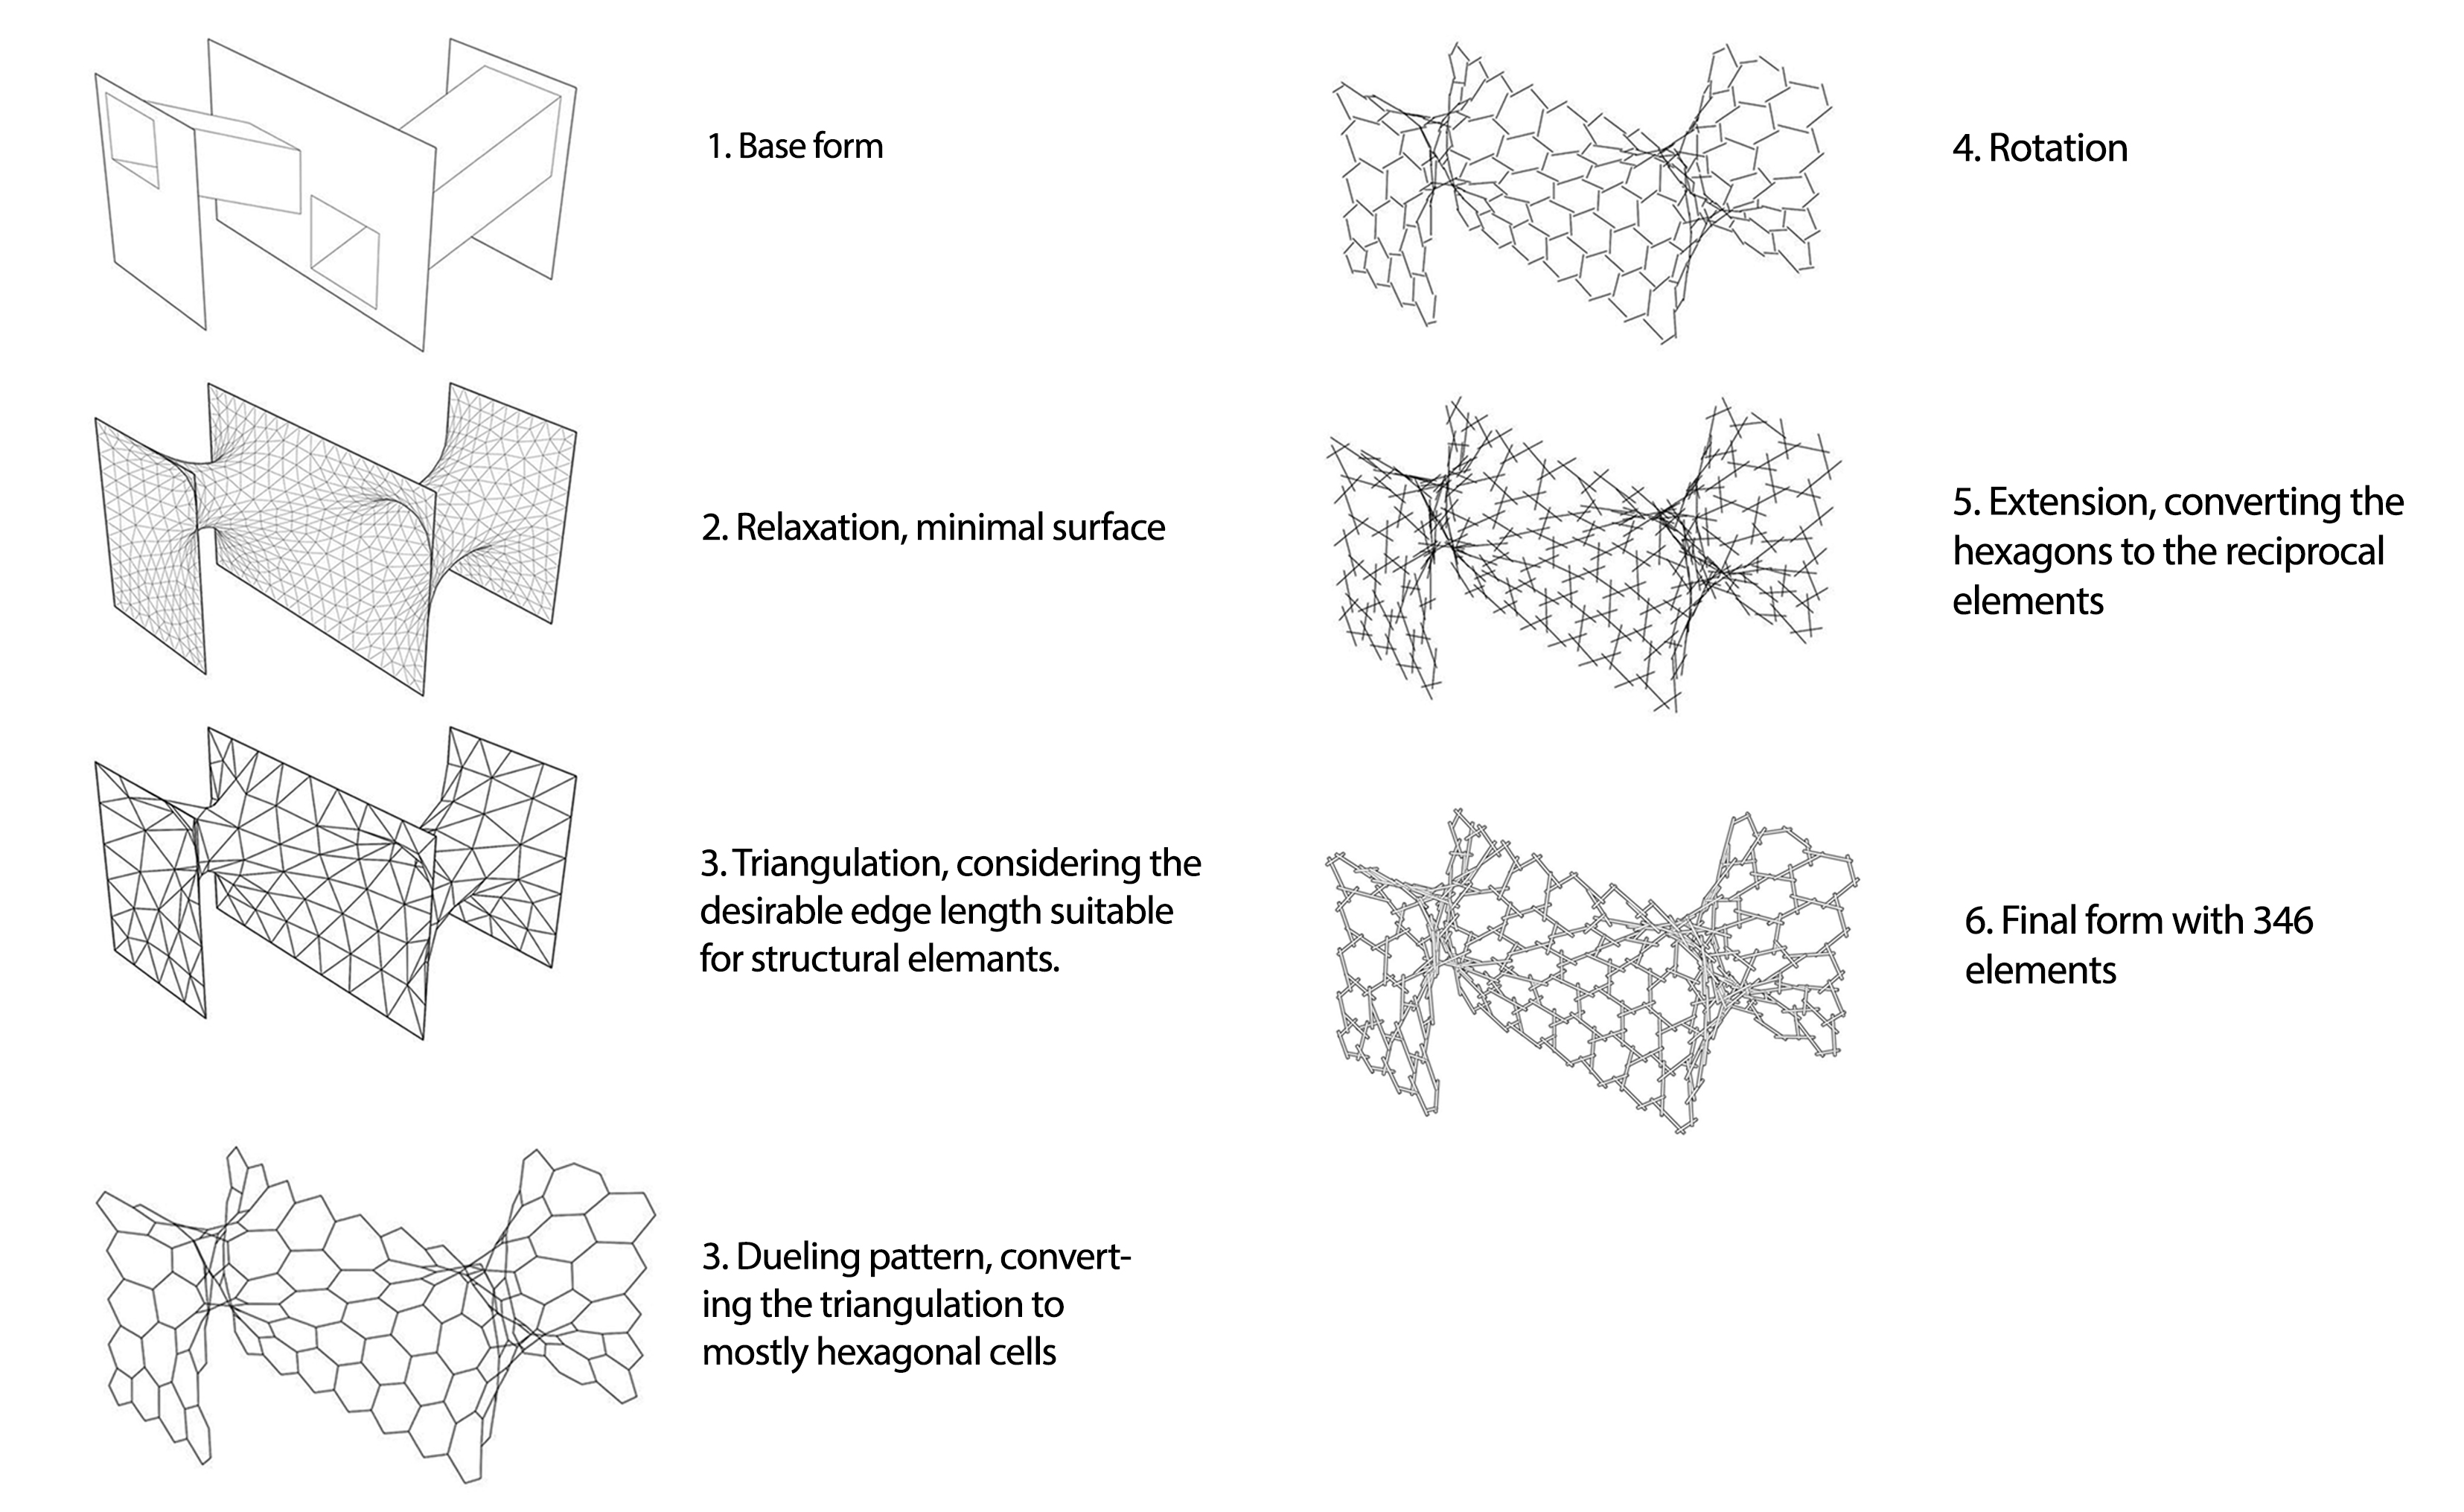 1. Base form
2. Relaxation, minimal surface
3. Triangulation, considering the
desirable edge length suitable
for structural elemants.
3. Dueling pattern, convert-
ing the triangulation to
mostly hexagonal cells
4. Rotation
5. Extension, converting the
hexagons to the reciprocal
elements
6. Final form with 346
elements